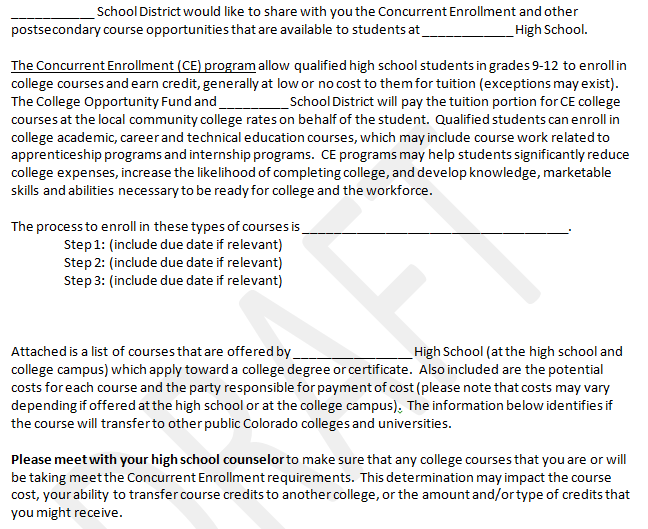 ____________ School District would like to share with you the Concurrent Enrollment and other
postsecondary course opportunities that are available to students at _____________ High School.
The Concurrent Enrollment (CE) program allow qualified high school students in grades 9-12 to enroll in
college courses and earn credit, generally at low or no cost to them for tuition (exceptions may exist).
The College Opportunity Fund and __________ School District will pay the tuition portion for CE college
courses at the local community college rates on behalf of the student. Qualified students can enroll in
college academic, career and technical education courses, which may include course work related to
apprenticeship programs and internship programs. CE programs may help students significantly reduce
college expenses, increase the likelihood of completing college, and develop knowledge, marketable
skills and abilities necessary to be ready for college and the workforce.
The process to enroll in these types of courses is ______________________________________.
Step 1: (include due date if relevant)
Step 2: (include due date if relevant)
Step 3: (include due date if relevant)
Attached is a list of courses that are offered by _________________ High School (at the high school and
college campus) which apply toward a college degree or certificate. Also included are the potential
costs for each course and the party responsible for payment of cost (please note that costs may vary
depending if offered at the high school or at the college campus). The information below identifies if
the course will transfer to other public Colorado colleges and universities.
Please meet with your high school counselor to make sure that any college courses that you are or will
be taking meet the Concurrent Enrollment requirements. This determination may impact the course
cost, your ability to transfer course credits to another college, or the amount and/or type of credits that
you might receive.
DRAFT